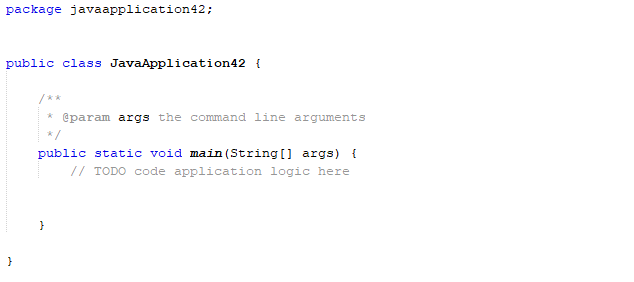 package javaapplication42;
public class JavaApplication42 {
/**
* @param args the command line arguments
*/
public static void main(String[] args) {
// TODO code application logic here
}
}